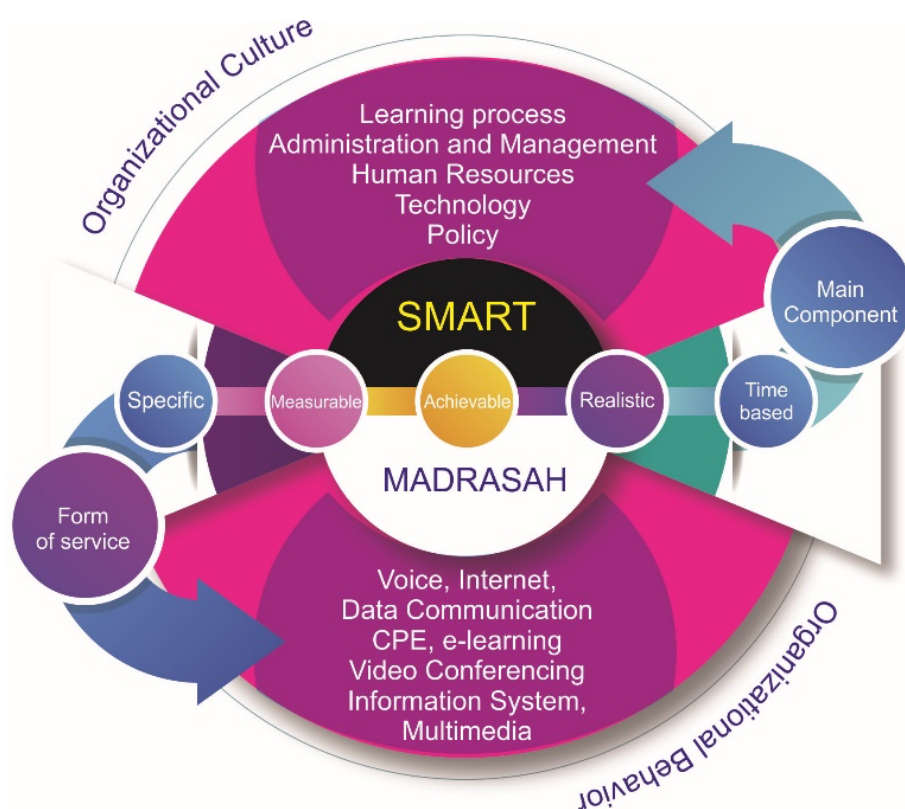 Organizational Culture
Learning process
Administration and Management
Human Resources
Technology
Policy
Main
Component
SMART
Specific
Measurable
Achievable
Realistic
Time
based
MADRASAH
Form
of service
Voice, Internet,
Data Communication
CPE, e-learning
Video Conferencing
Information System,
Multimedia
Organizational Behavior